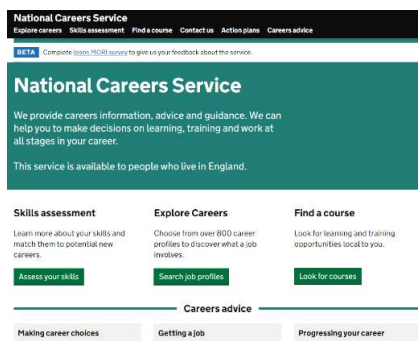 National Careers Service
Explore careers Skills assessment Find a course Contact us Action plans Careers advice
BETA Complete Ipsos MORI survey to give us your feedback about the service.
National Careers Service
We provide careers information, advice and guidance. We can
help you to make decisions on learning, training and work at
all stages in your career.
This service is available to people who live in England.
Skills assessment
Learn more about your skills and
match them to potential new
careers.
Assess your skills
Explore Careers
Choose from over 800 career
profiles to discover what a job
involves.
Search job profiles
Find a course
Look for learning and training
opportunities local to you.
Look for courses
Careers advice
Making career choices
Getting a job
Progressing your career